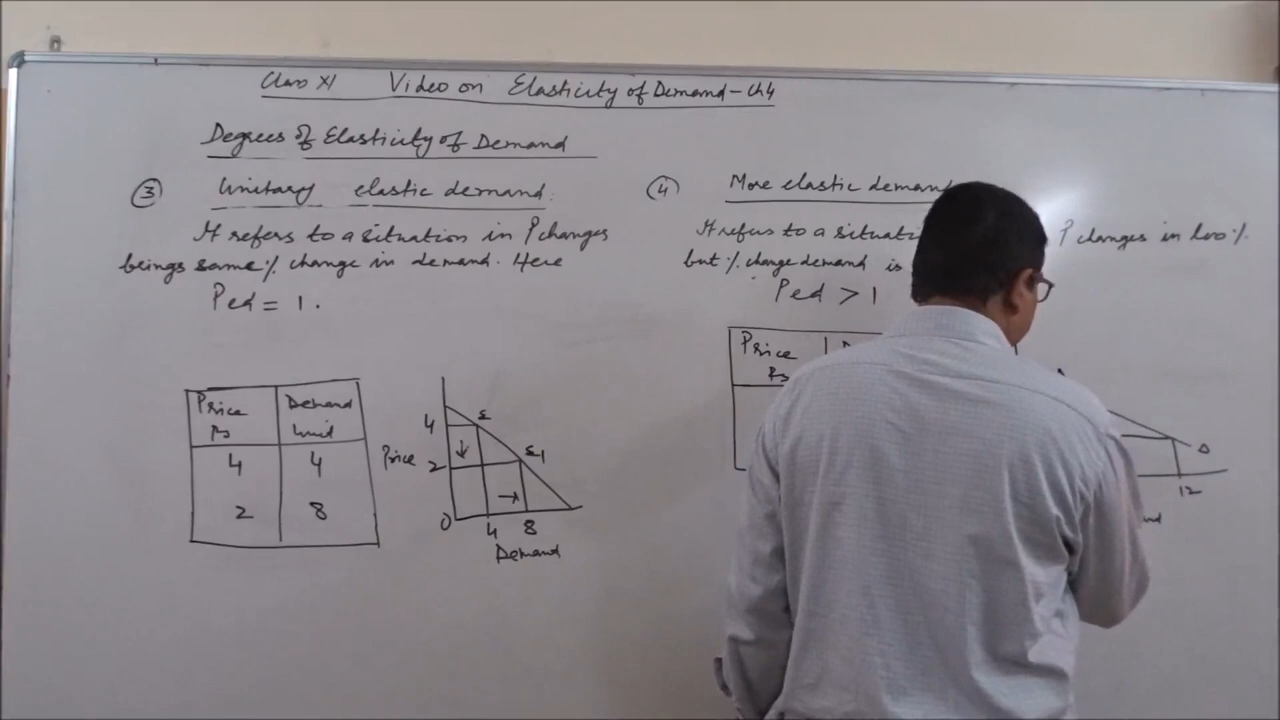 Class XI Video on Elasticity of Demand - Ch4
Degrees of Elasticity of Demand
③ Unitary elastic demand.
It refers to a situation in P changes
beings same % change in demand. Here
Ped = 1.
Price Demand
Rs Unit
4 4
2 8
4
2
Price
E
E1
0
4 8
Demand
④ More elastic demand
It refers to a situati P changes in
but % change demand is
Ped > 1
Price
Rs
D
12